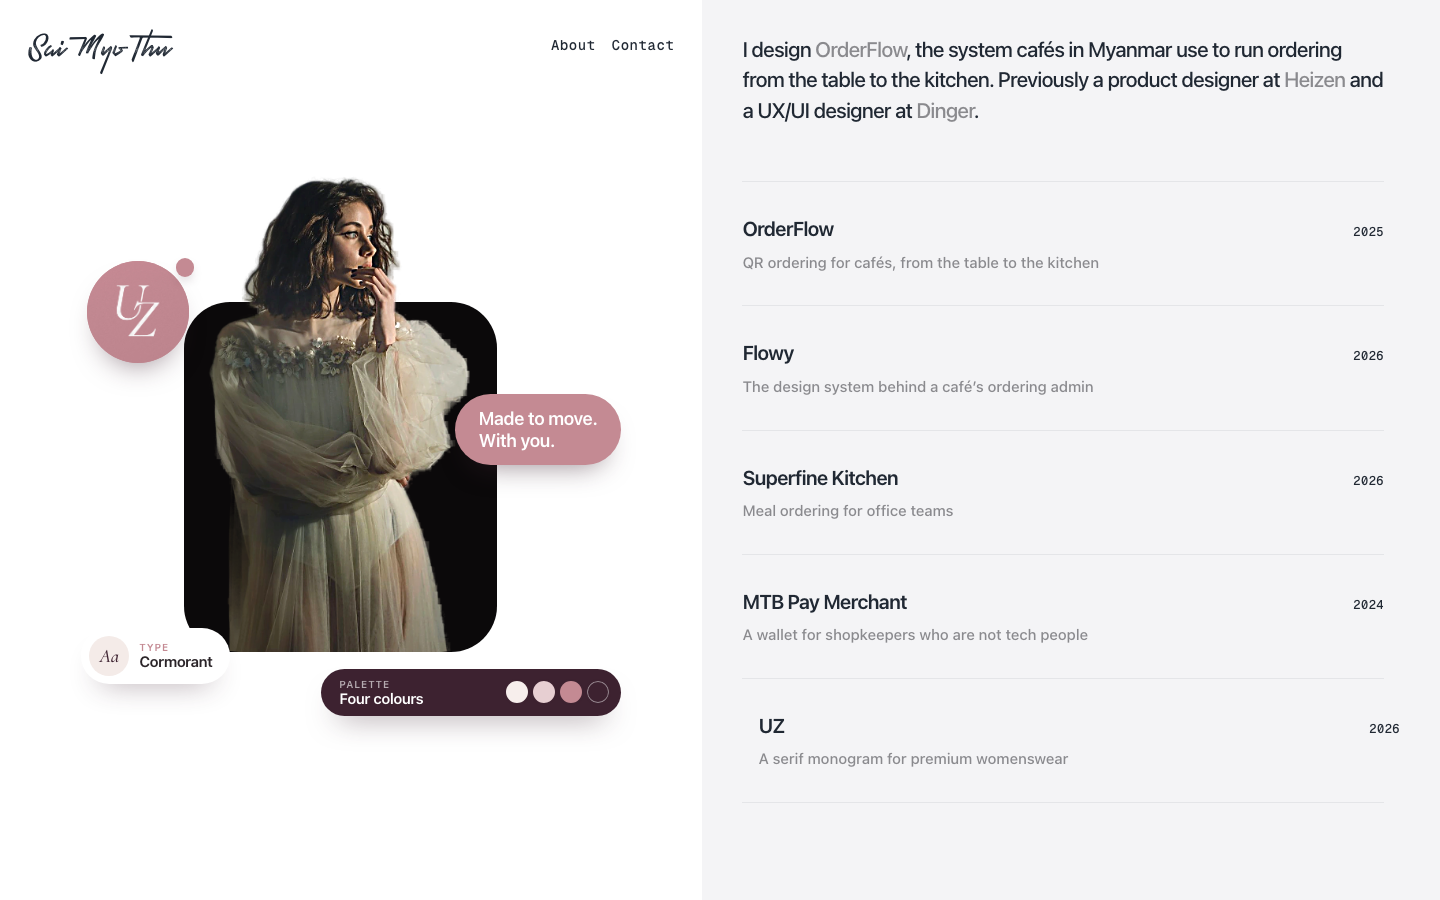 Sai Myo Thu
About Contact
I design OrderFlow, the system cafés in Myanmar use to run ordering
from the table to the kitchen. Previously a product designer at Heizen and
a UX/UI designer at Dinger.
UZ
Made to move.
With you.
Aa
TYPE
Cormorant
PALETTE
Four colours
OrderFlow
2025
QR ordering for cafés, from the table to the kitchen
Flowy
2026
The design system behind a café’s ordering admin
Superfine Kitchen
2026
Meal ordering for office teams
MTB Pay Merchant
2024
A wallet for shopkeepers who are not tech people
UZ
2026
A serif monogram for premium womenswear